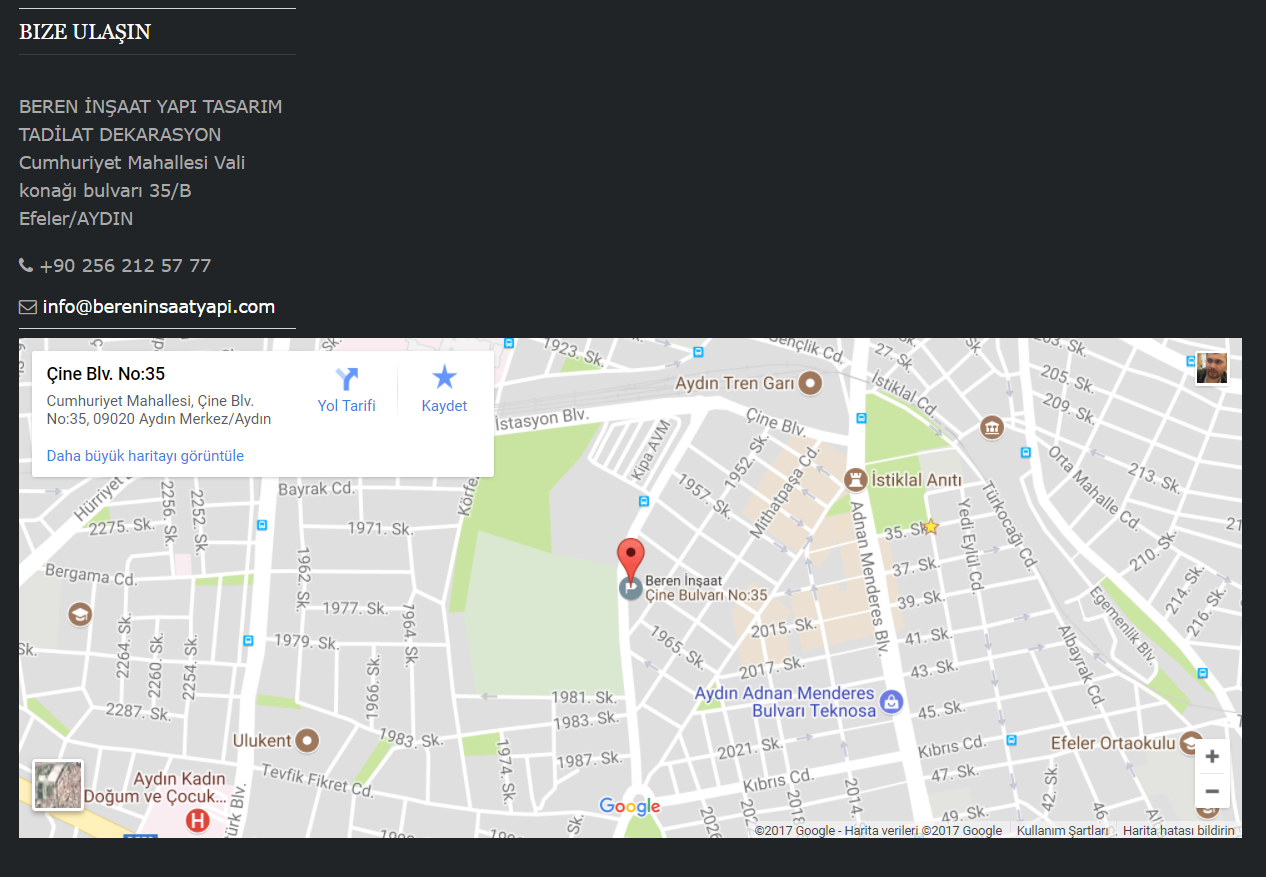 BIZE ULAŞIN
BEREN İNŞAAT YAPI TASARIM
TADİLAT DEKARASYON
Cumhuriyet Mahallesi Vali
konağı bulvarı 35/B
Efeler/AYDIN
+90 256 212 57 77
info@bereninsaatyapi.com
Çine Blv. No:35
Cumhuriyet Mahallesi, Çine Blv.
No:35, 09020 Aydın Merkez/Aydın
Yol Tarifi
Kaydet
Daha büyük haritayı görüntüle
1923. Sk.
Gençlik Cd.
27. Sk.
205. Sk.
209. Sk.
Aydın Tren Garı
İstiklal Cd.
İstasyon Blv.
Çine Blv.
Kipa AVM
1952. Sk.
1957. Sk.
Mithatpaşa Cd.
İstiklal Anıtı
Orta Mahalle Cd.
213. Sk.
Türkocağı Cd.
Yedi Eylül Cd.
35. Sk.
Hürriyet
2256. Sk.
2252. Sk.
Bayrak Cd.
Körfe
2275. Sk.
1971. Sk.
Adnan Menderes Blv.
210. Sk.
21
Bergama Cd.
1962. Sk.
37. Sk.
214. Sk.
Beren İnşaat
Çine Bulvarı No:35
1977. Sk.
1964. Sk.
39. Sk.
216. Sk.
Egemenlik Blv.
2015. Sk.
1965. Sk.
41. Sk.
Albayrak Cd.
Sk.
2264. Sk.
2260. Sk.
2254. Sk.
1979. Sk.
1966. Sk.
2017. Sk.
43. Sk.
1981. Sk.
1983. Sk.
Aydın Adnan Menderes
Bulvarı Teknosa
45. Sk.
2287. Sk.
Ulukent
1983. Sk.
1974. Sk.
1987. Sk.
2021. Sk.
Kıbrıs Cd.
Efeler Ortaokulu
Tevfik Fikret Cd.
Kıbrıs Cd.
47. Sk.
42. Sk.
Aydın Kadın
Doğum ve Çocuk...
H
ürk Blv.
Google
Sk.
2026
2018
2014.
49. Sk.
46
©2017 Google - Harita verileri ©2017 Google
Kullanım Şartları
Harita hatası bildirin